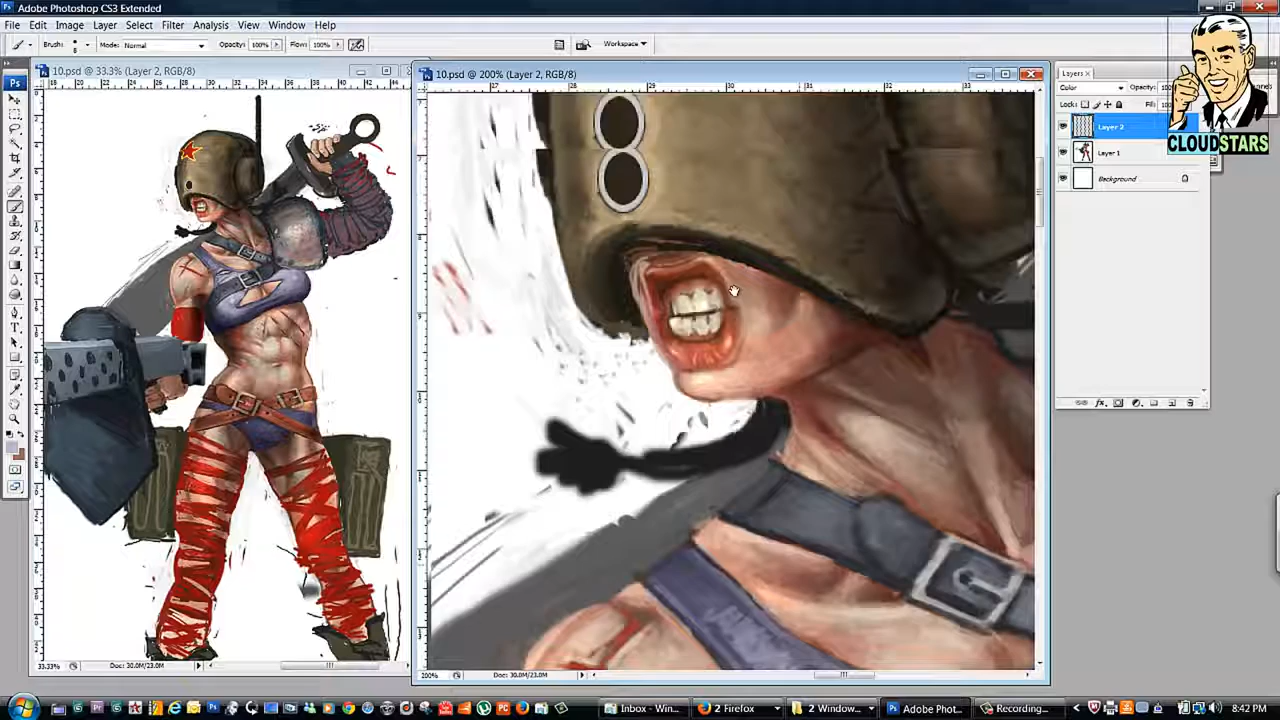 Adobe Photoshop CS3 Extended
File Edit Image Layer Select Filter Analysis View Window Help
Brush: Mode: Normal Opacity: 100% Flow: 100% Workspace
10.psd @ 33.3% (Layer 2, RGB/8)
10.psd @ 200% (Layer 2, RGB/8)
Layers ×
Color Opacity:
Lock: Fill:
Layer 2
Layer 1
Background
CLOUDSTARS
Ps
33.33% Doc: 30.0M/23.0M
200% Doc: 30.0M/23.0M
Inbox - Win... 2 Firefox 2 Window... Adobe Phot... Recording... 8:42 PM